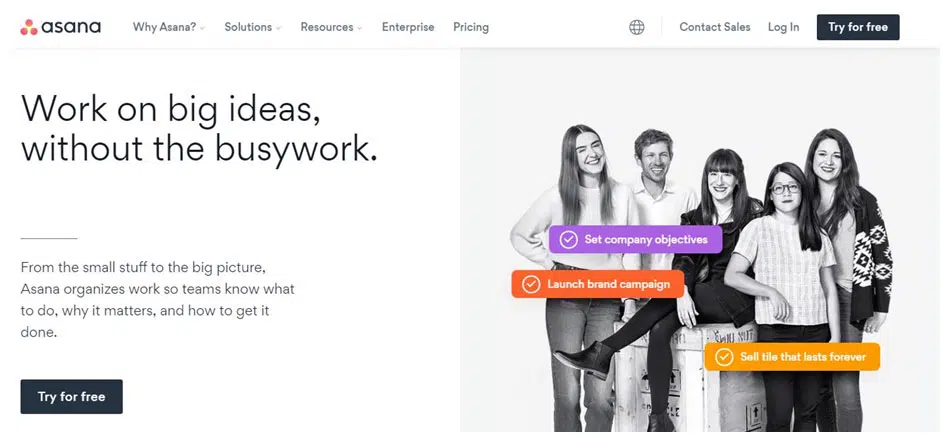 asana
Why Asana? Solutions Resources Enterprise Pricing Contact Sales Log In Try for free
Work on big ideas,
without the busywork.
From the small stuff to the big picture,
Asana organizes work so teams know what
to do, why it matters, and how to get it
done.
Try for free
Set company objectives
Launch brand campaign
Sell tile that lasts forever